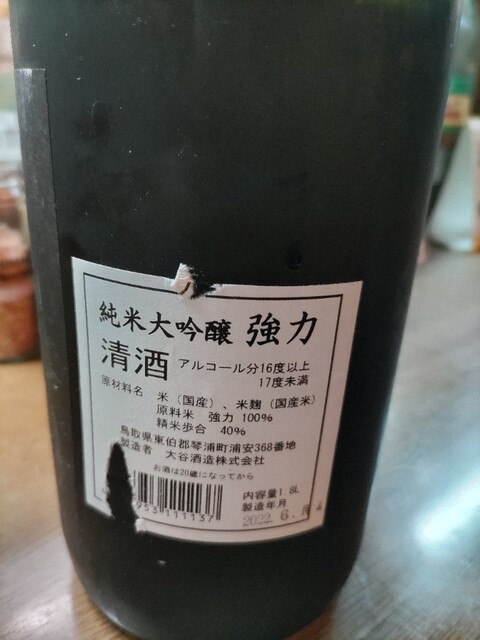 純米大吟醸 強力
清酒 アルコール分16度以上
17度未満
原材料名 米（国産）、米麹（国産米）
原料米 強力 100%
精米歩合 40%
鳥取県東伯郡琴浦町浦安368番地
製造者 大谷酒造株式会社
お酒は20歳になってから
953111137
内容量1.8L
製造年月
2022. 6.